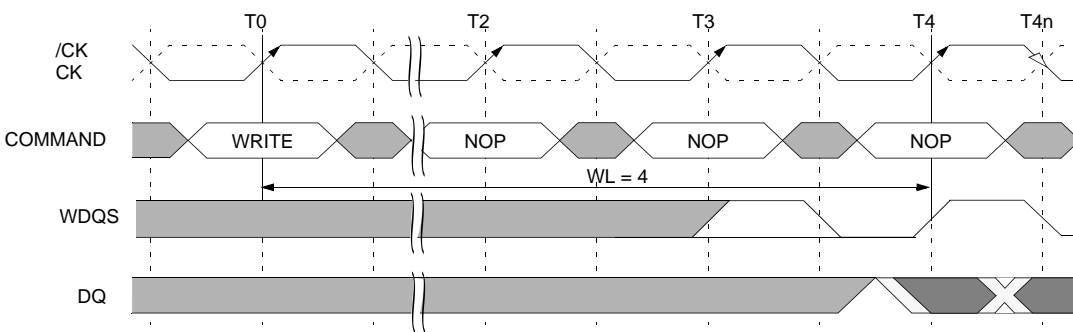 T0 T2 T3 T4 T4n
/CK
CK
COMMAND WRITE NOP NOP NOP
WL = 4
WDQS
DQ